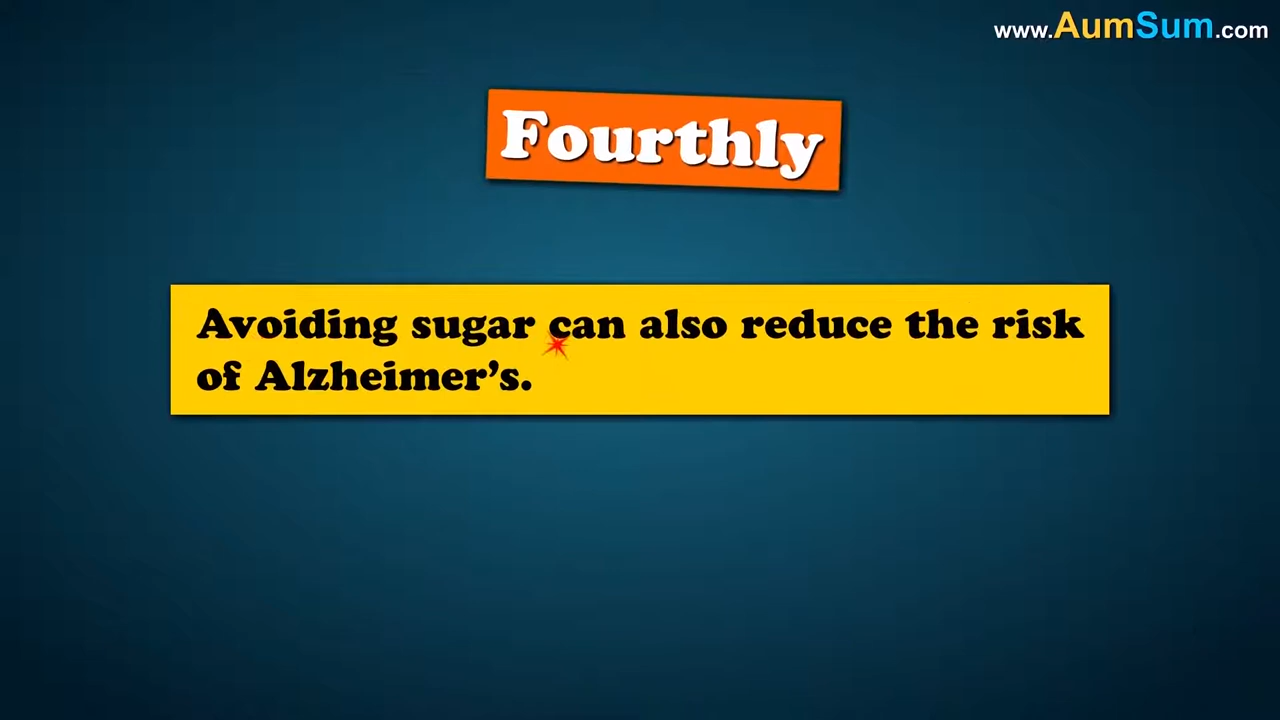 www.AumSum.com
Fourthly
Avoiding sugar can also reduce the risk
of Alzheimer’s.